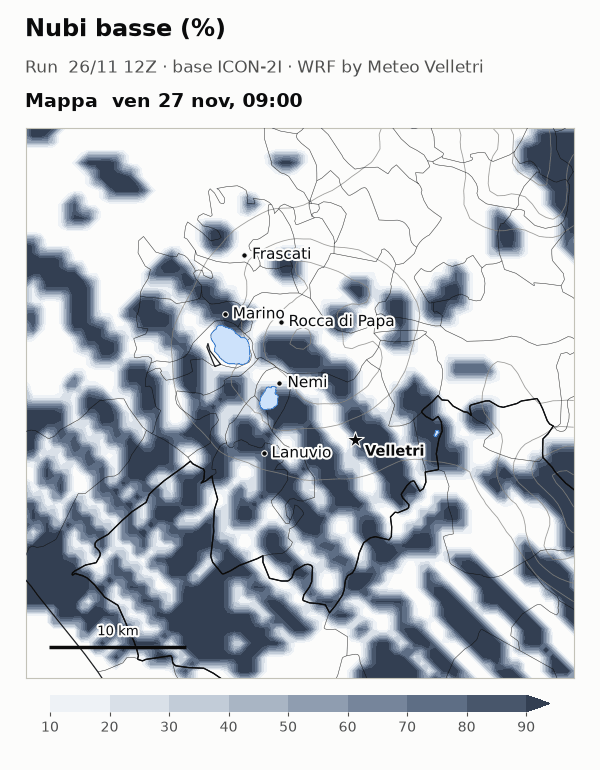 Nubi basse (%)
Run  26/11 12Z · base ICON-2I · WRF by Meteo Velletri
Mappa  ven 27 nov, 09:00
Frascati
Marino
Rocca di Papa
Nemi
Velletri
Lanuvio
10 km
10 20 30 40 50 60 70 80 90